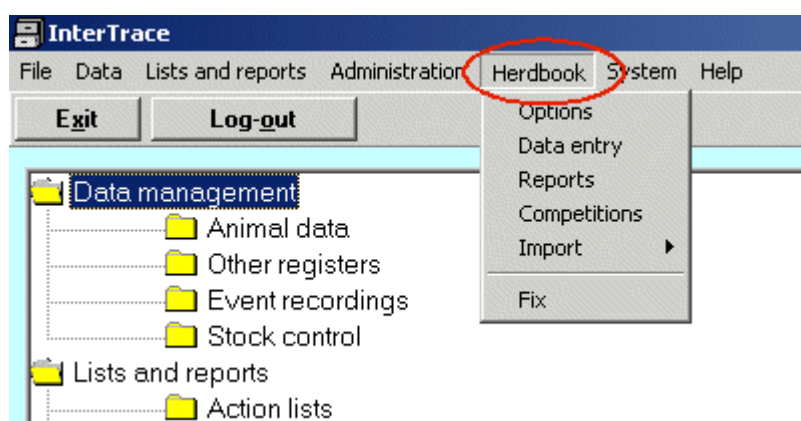 InterTrace
File Data Lists and reports Administration Herdbook System Help
Exit Log-out
Options
Data entry
Reports
Competitions
Import
Fix
Data management
Animal data
Other registers
Event recordings
Stock control
Lists and reports
Action lists